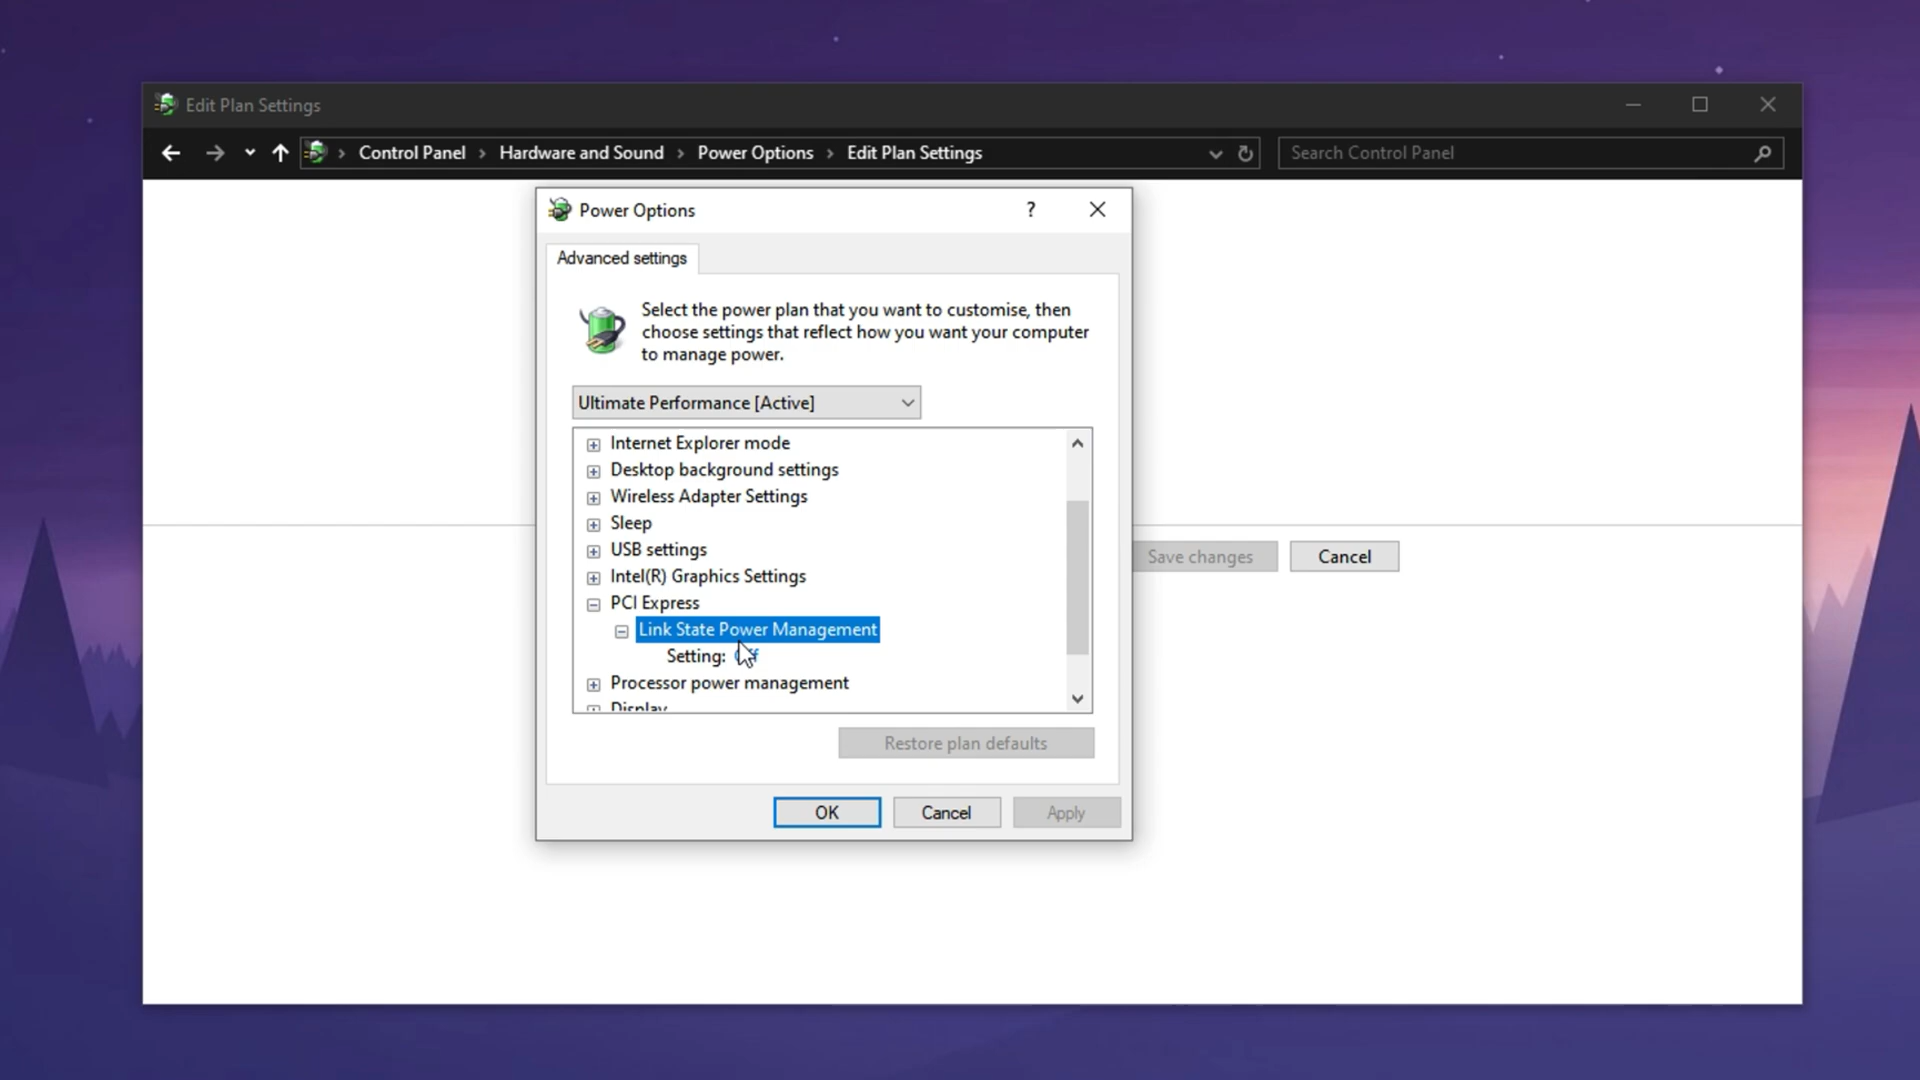 Edit Plan Settings
Control Panel > Hardware and Sound > Power Options > Edit Plan Settings
Search Control Panel
Power Options
?
Advanced settings
Select the power plan that you want to customise, then
choose settings that reflect how you want your computer
to manage power.
Ultimate Performance [Active]
Internet Explorer mode
Desktop background settings
Wireless Adapter Settings
Sleep
USB settings
Save changes
Cancel
Intel(R) Graphics Settings
PCI Express
Link State Power Management
Setting:
Processor power management
Display
Restore plan defaults
OK
Cancel
Apply